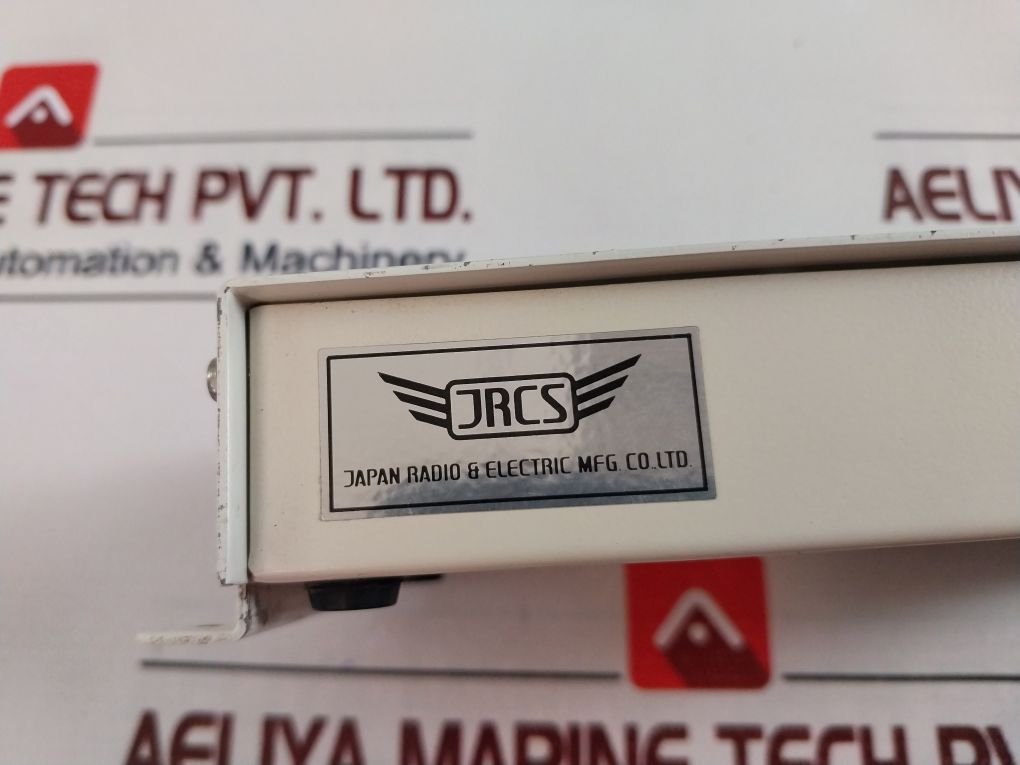 E TECH PVT. LTD.
utomation & Machinery
AELIY
JRCS
JAPAN RADIO & ELECTRIC MFG. CO.,LTD.
AELIYA MARINE TECH PV